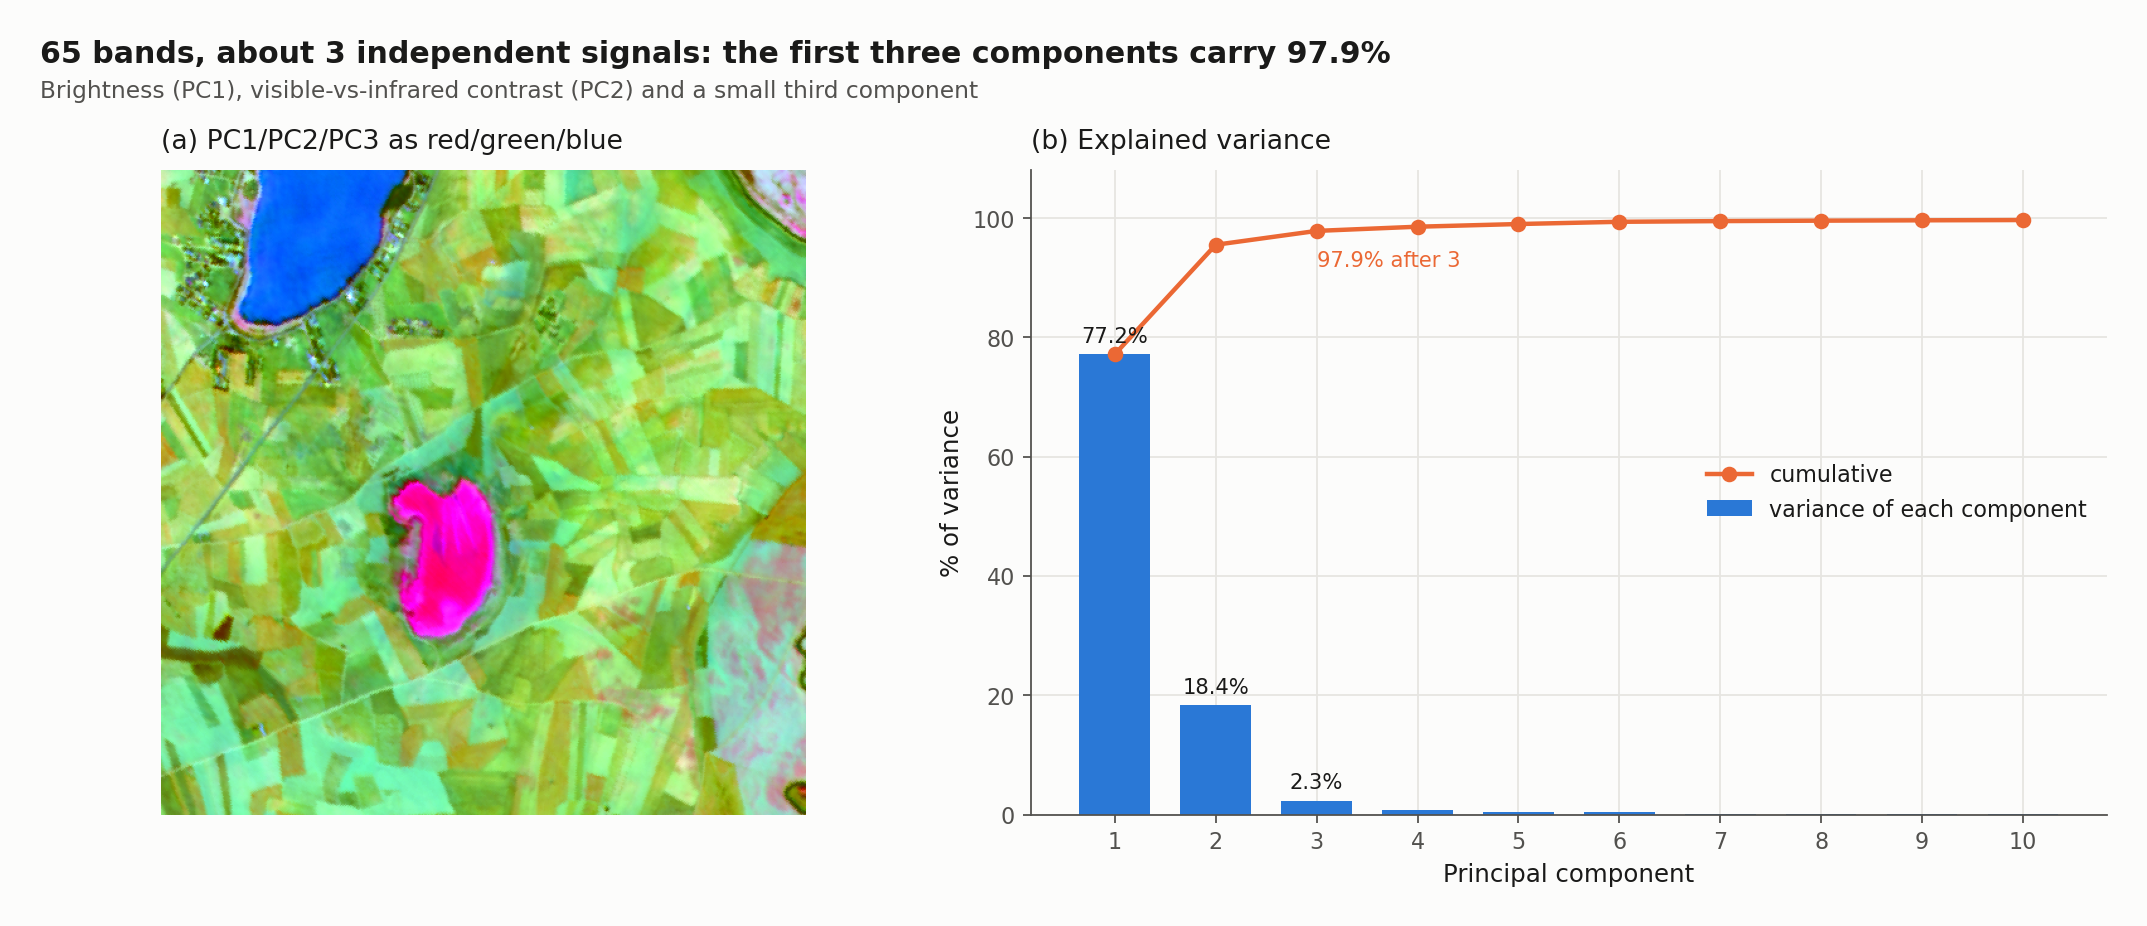 65 bands, about 3 independent signals: the first three components carry 97.9%
Brightness (PC1), visible-vs-infrared contrast (PC2) and a small third component
(a) PC1/PC2/PC3 as red/green/blue
(b) Explained variance
% of variance
100
80
60
40
20
0
77.2%
18.4%
2.3%
97.9% after 3
cumulative
variance of each component
1 2 3 4 5 6 7 8 9 10
Principal component